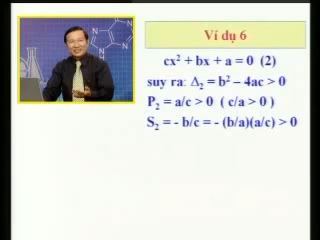 Ví dụ 6
cx² + bx + a = 0 (2)
suy ra: Δ₂ = b² – 4ac > 0
P₂ = a/c > 0 ( c/a > 0 )
S₂ = - b/c = - (b/a)(a/c) > 0